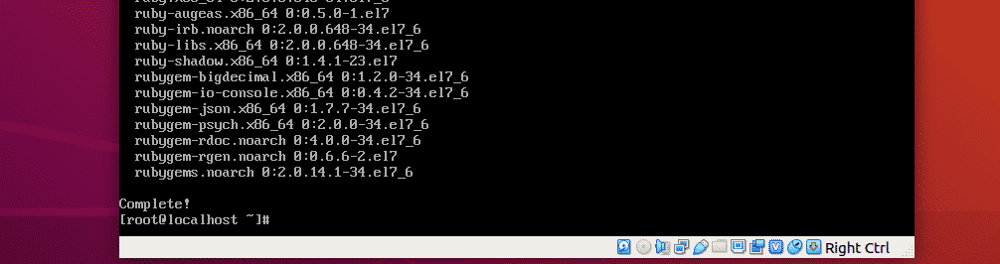 ruby-augeas.x86_64 0:0.5.0-1.el7
ruby-irb.noarch 0:2.0.0.648-34.el7_6
ruby-libs.x86_64 0:2.0.0.648-34.el7_6
ruby-shadow.x86_64 0:1.4.1-23.el7
rubygem-bigdecimal.x86_64 0:1.2.0-34.el7_6
rubygem-io-console.x86_64 0:0.4.2-34.el7_6
rubygem-json.x86_64 0:1.7.7-34.el7_6
rubygem-psych.x86_64 0:2.0.0-34.el7_6
rubygem-rdoc.noarch 0:4.0.0-34.el7_6
rubygem-rgen.noarch 0:0.6.6-2.el7
rubygems.noarch 0:2.0.14.1-34.el7_6
Complete!
[root@localhost ~]#
Right Ctrl